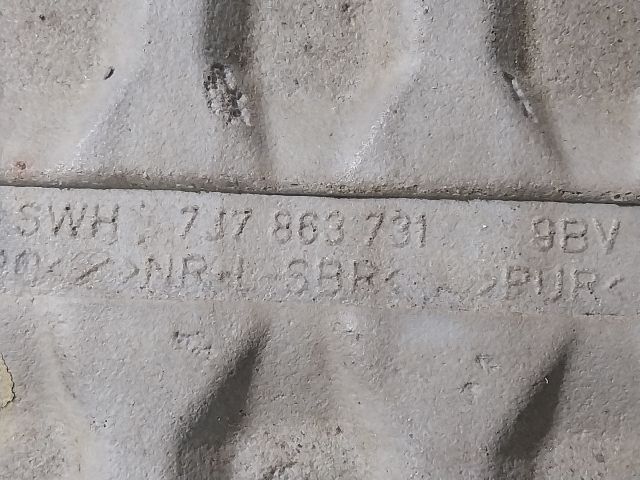 SWH 7J7 863 731 9BV
>NR+L-SBR< >PUR<